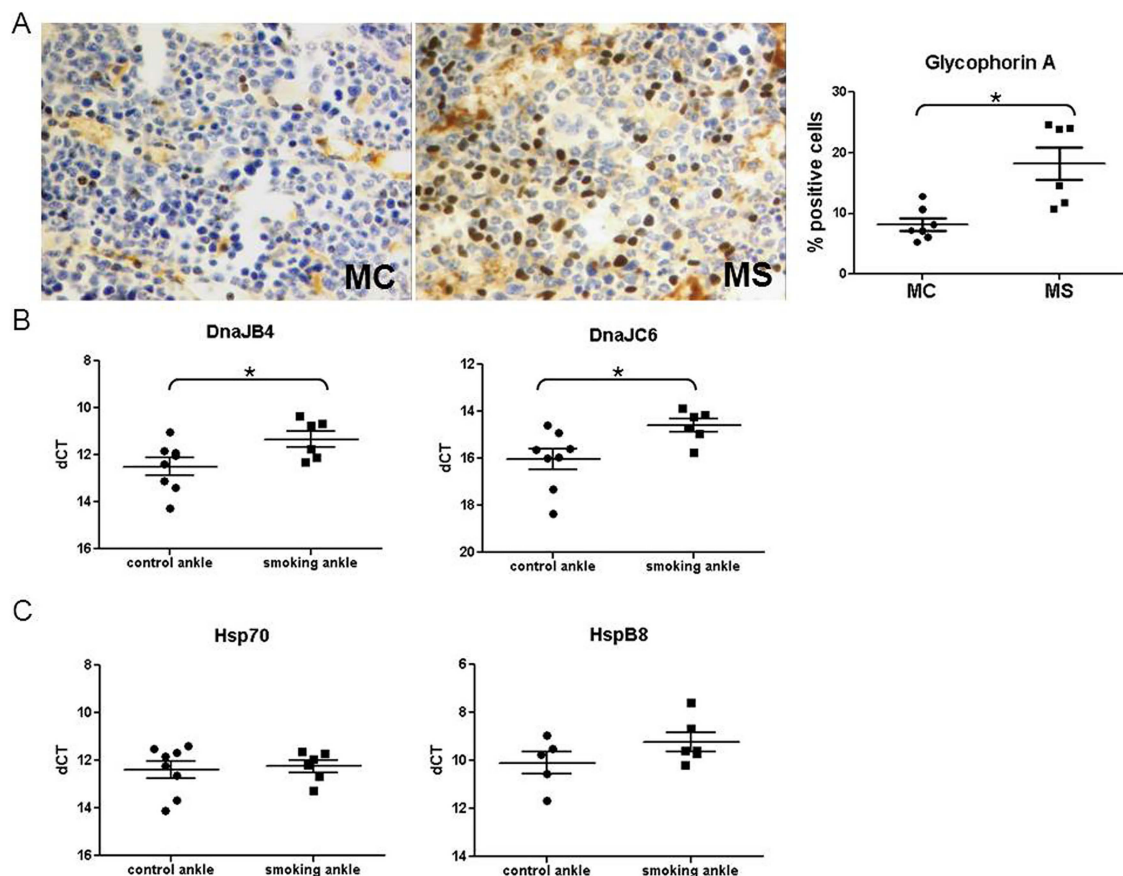 A
MC
MS
Glycophorin A
*
30
20
10
0
% positive cells
MC MS
B
DnaJB4
*
8
10
12
14
16
dCT
control ankle smoking ankle
DnaJC6
*
12
14
16
18
20
dCT
control ankle smoking ankle
C
Hsp70
8
10
12
14
16
dCT
control ankle smoking ankle
HspB8
6
8
10
12
14
dCT
control ankle smoking ankle